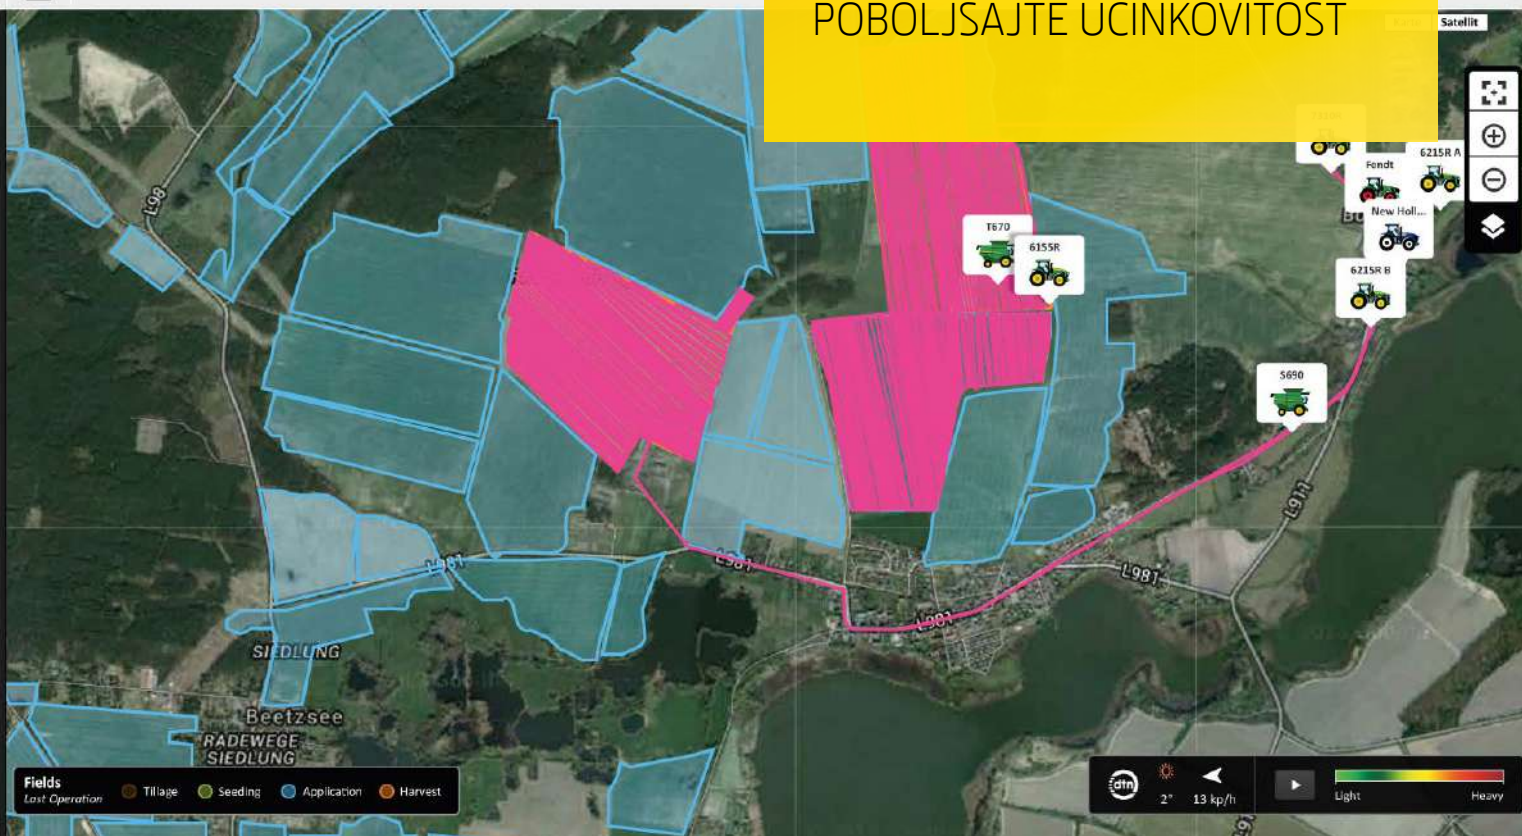 POBOLJŠAJTE UČINKOVITOST
Satellit
L98
Fendt
6215R A
New Holl...
T670
6155R
6215R B
S690
L911
L981
L981
L981
L981
SIEDLUNG
Beetzsee
RADEWEGE
SIEDLUNG
Fields
Last Operation
Tillage
Seeding
Application
Harvest
dtn
2°
13 kp/h
Light
Heavy